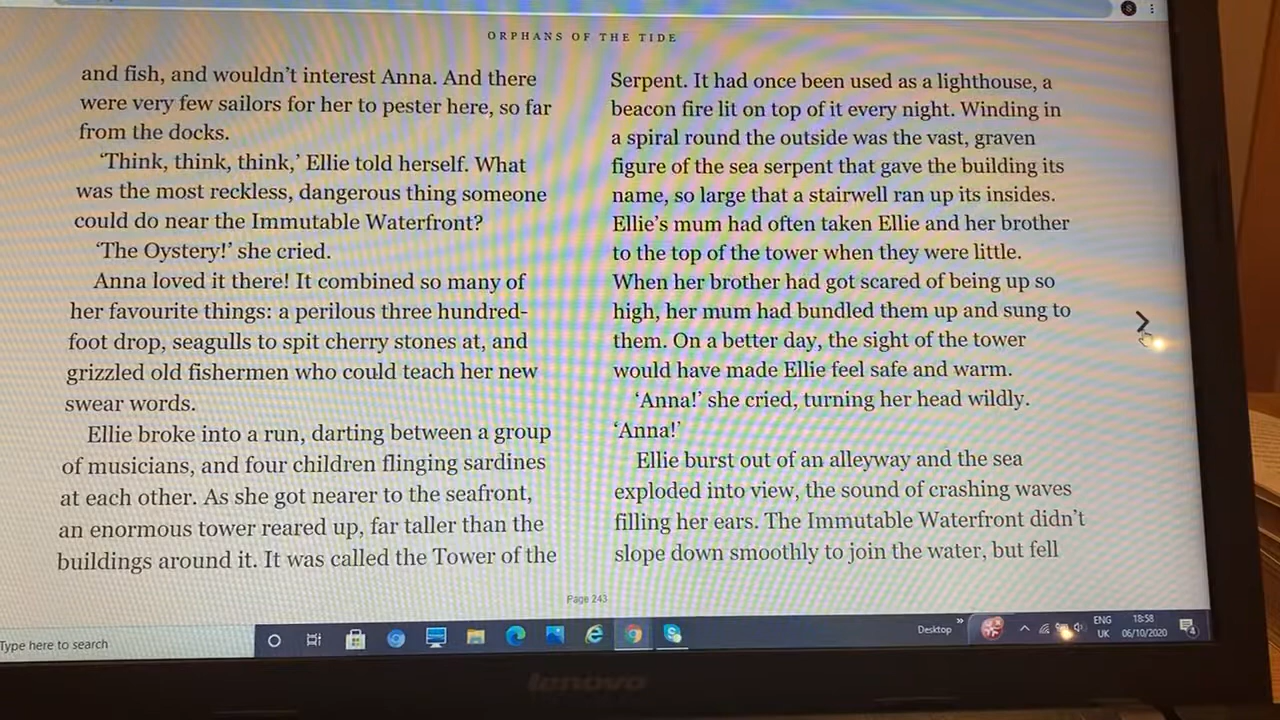 ORPHANS OF THE TIDE
and fish, and wouldn't interest Anna. And there
were very few sailors for her to pester here, so far
from the docks.
'Think, think, think,' Ellie told herself. What
was the most reckless, dangerous thing someone
could do near the Immutable Waterfront?
'The Oystery!' she cried.
Anna loved it there! It combined so many of
her favourite things: a perilous three hundred-
foot drop, seagulls to spit cherry stones at, and
grizzled old fishermen who could teach her new
swear words.
Ellie broke into a run, darting between a group
of musicians, and four children flinging sardines
at each other. As she got nearer to the seafront,
an enormous tower reared up, far taller than the
buildings around it. It was called the Tower of the
Serpent. It had once been used as a lighthouse, a
beacon fire lit on top of it every night. Winding in
a spiral round the outside was the vast, graven
figure of the sea serpent that gave the building its
name, so large that a stairwell ran up its insides.
Ellie's mum had often taken Ellie and her brother
to the top of the tower when they were little.
When her brother had got scared of being up so
high, her mum had bundled them up and sung to
them. On a better day, the sight of the tower
would have made Ellie feel safe and warm.
'Anna!' she cried, turning her head wildly.
'Anna!'
Ellie burst out of an alleyway and the sea
exploded into view, the sound of crashing waves
filling her ears. The Immutable Waterfront didn't
slope down smoothly to join the water, but fell
Page 243
Type here to search
Desktop
ENG
UK
18:58
06/10/2020
4
lenovo